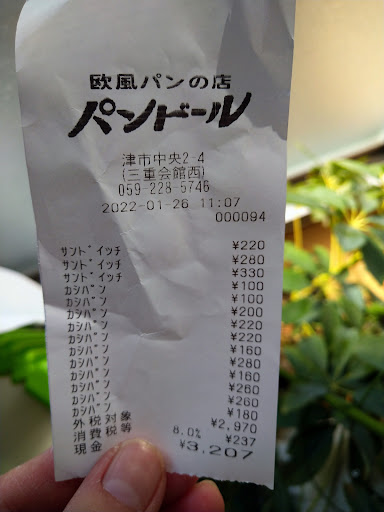 欧風パンの店
パンドール
津市中央2-4
(三重会館西)
059-228-5746
2022-01-26 11:07
000094
ｻﾝﾄﾞｲｯﾁ ¥220
ｻﾝﾄﾞｲｯﾁ ¥280
ｻﾝﾄﾞｲｯﾁ ¥330
ｶｼﾊﾟﾝ ¥100
ｶｼﾊﾟﾝ ¥100
ｶｼﾊﾟﾝ ¥200
ｶｼﾊﾟﾝ ¥220
ｶｼﾊﾟﾝ ¥220
ｶｼﾊﾟﾝ ¥160
ｶｼﾊﾟﾝ ¥280
ｶｼﾊﾟﾝ ¥160
ｶｼﾊﾟﾝ ¥260
ｶｼﾊﾟﾝ ¥260
ｶｼﾊﾟﾝ ¥180
外税対象 ¥2,970
消費税等 8.0% ¥237
現金 ¥3,207